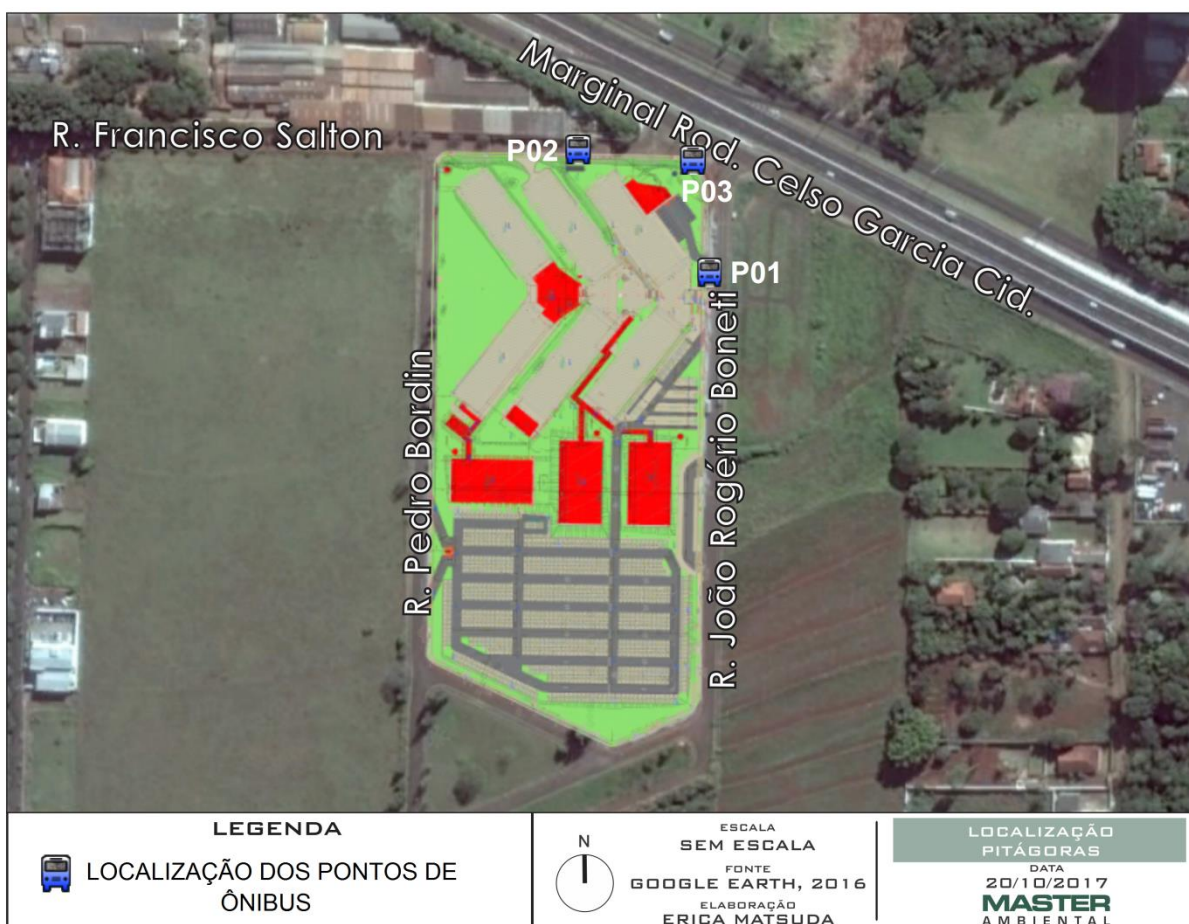 Marginal Rod. Celso Garcia Cid.
R. Francisco Salton
P02
P03
P01
R. Pedro Bordin
R. João Rogério Boneti
LEGENDA
LOCALIZAÇÃO DOS PONTOS DE
ÔNIBUS
N
ESCALA
SEM ESCALA
FONTE
GOOGLE EARTH, 2016
ELABORAÇÃO
ERICA MATSUDA
LOCALIZAÇÃO
PITÁGORAS
DATA
20/10/2017
MASTER
AMBIENTAL